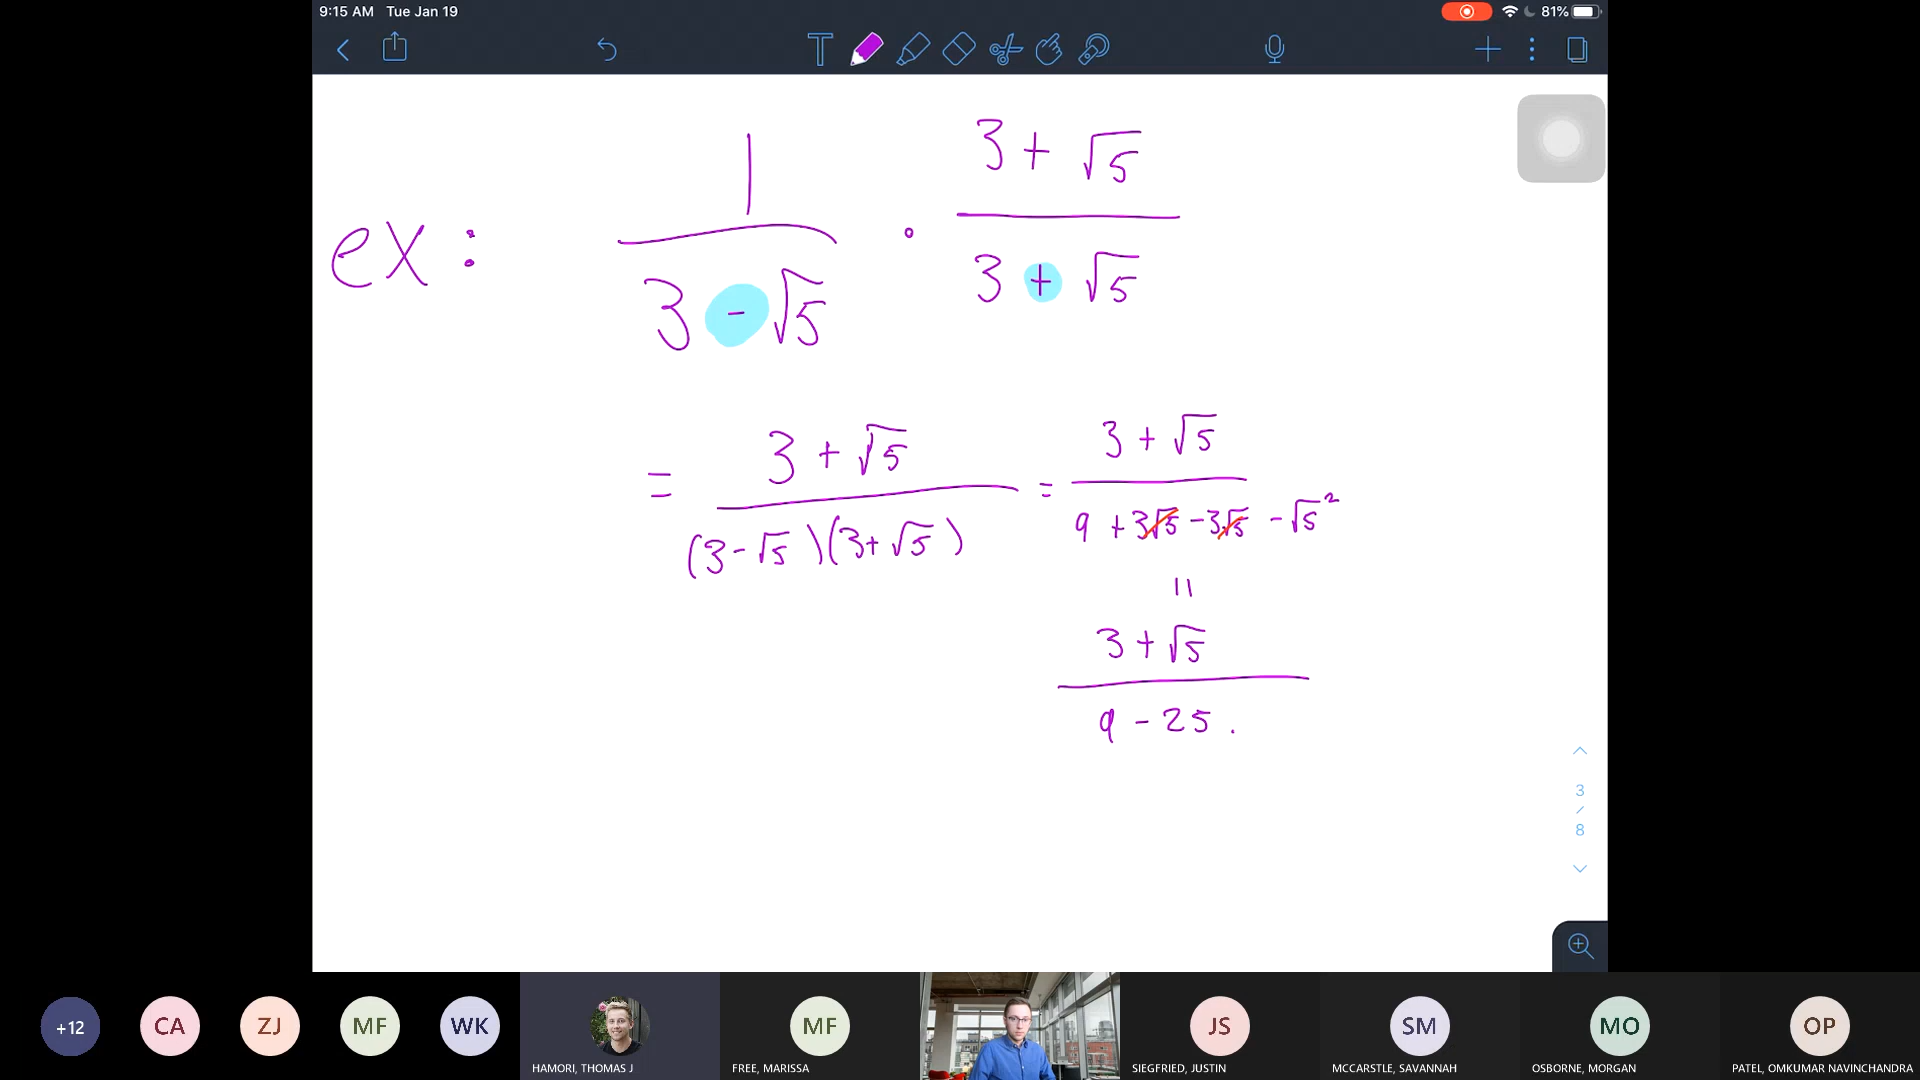 9:15 AM Tue Jan 19
81%
T
ex:
1
3 - √5
·
3 + √5
3 + √5
=
3 + √5
(3-√5)(3+√5)
=
3 + √5
9 + 3√5 - 3√5 - √5²
=
3 + √5
9 - 25 .
3
/
8
+12
CA
ZJ
MF
WK
HAMORI, THOMAS J
MF
FREE, MARISSA
JS
SIEGFRIED, JUSTIN
SM
MCCARSTLE, SAVANNAH
MO
OSBORNE, MORGAN
OP
PATEL, OMKUMAR NAVINCHANDRA